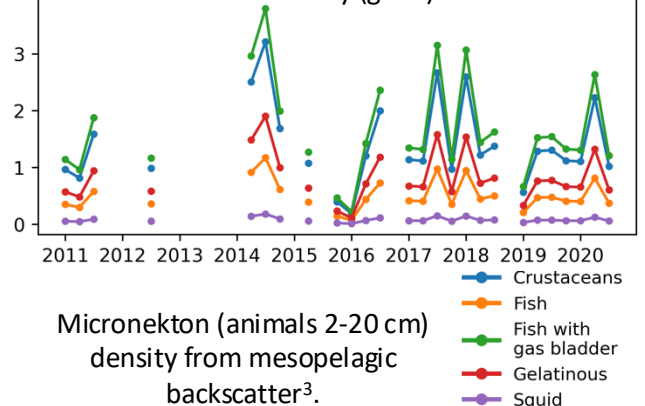 3
2
1
0
2011 2012 2013 2014 2015 2016 2017 2018 2019 2020
Crustaceans
Fish
Fish with
gas bladder
Gelatinous
Squid
Micronekton (animals 2-20 cm)
density from mesopelagic
backscatter³.